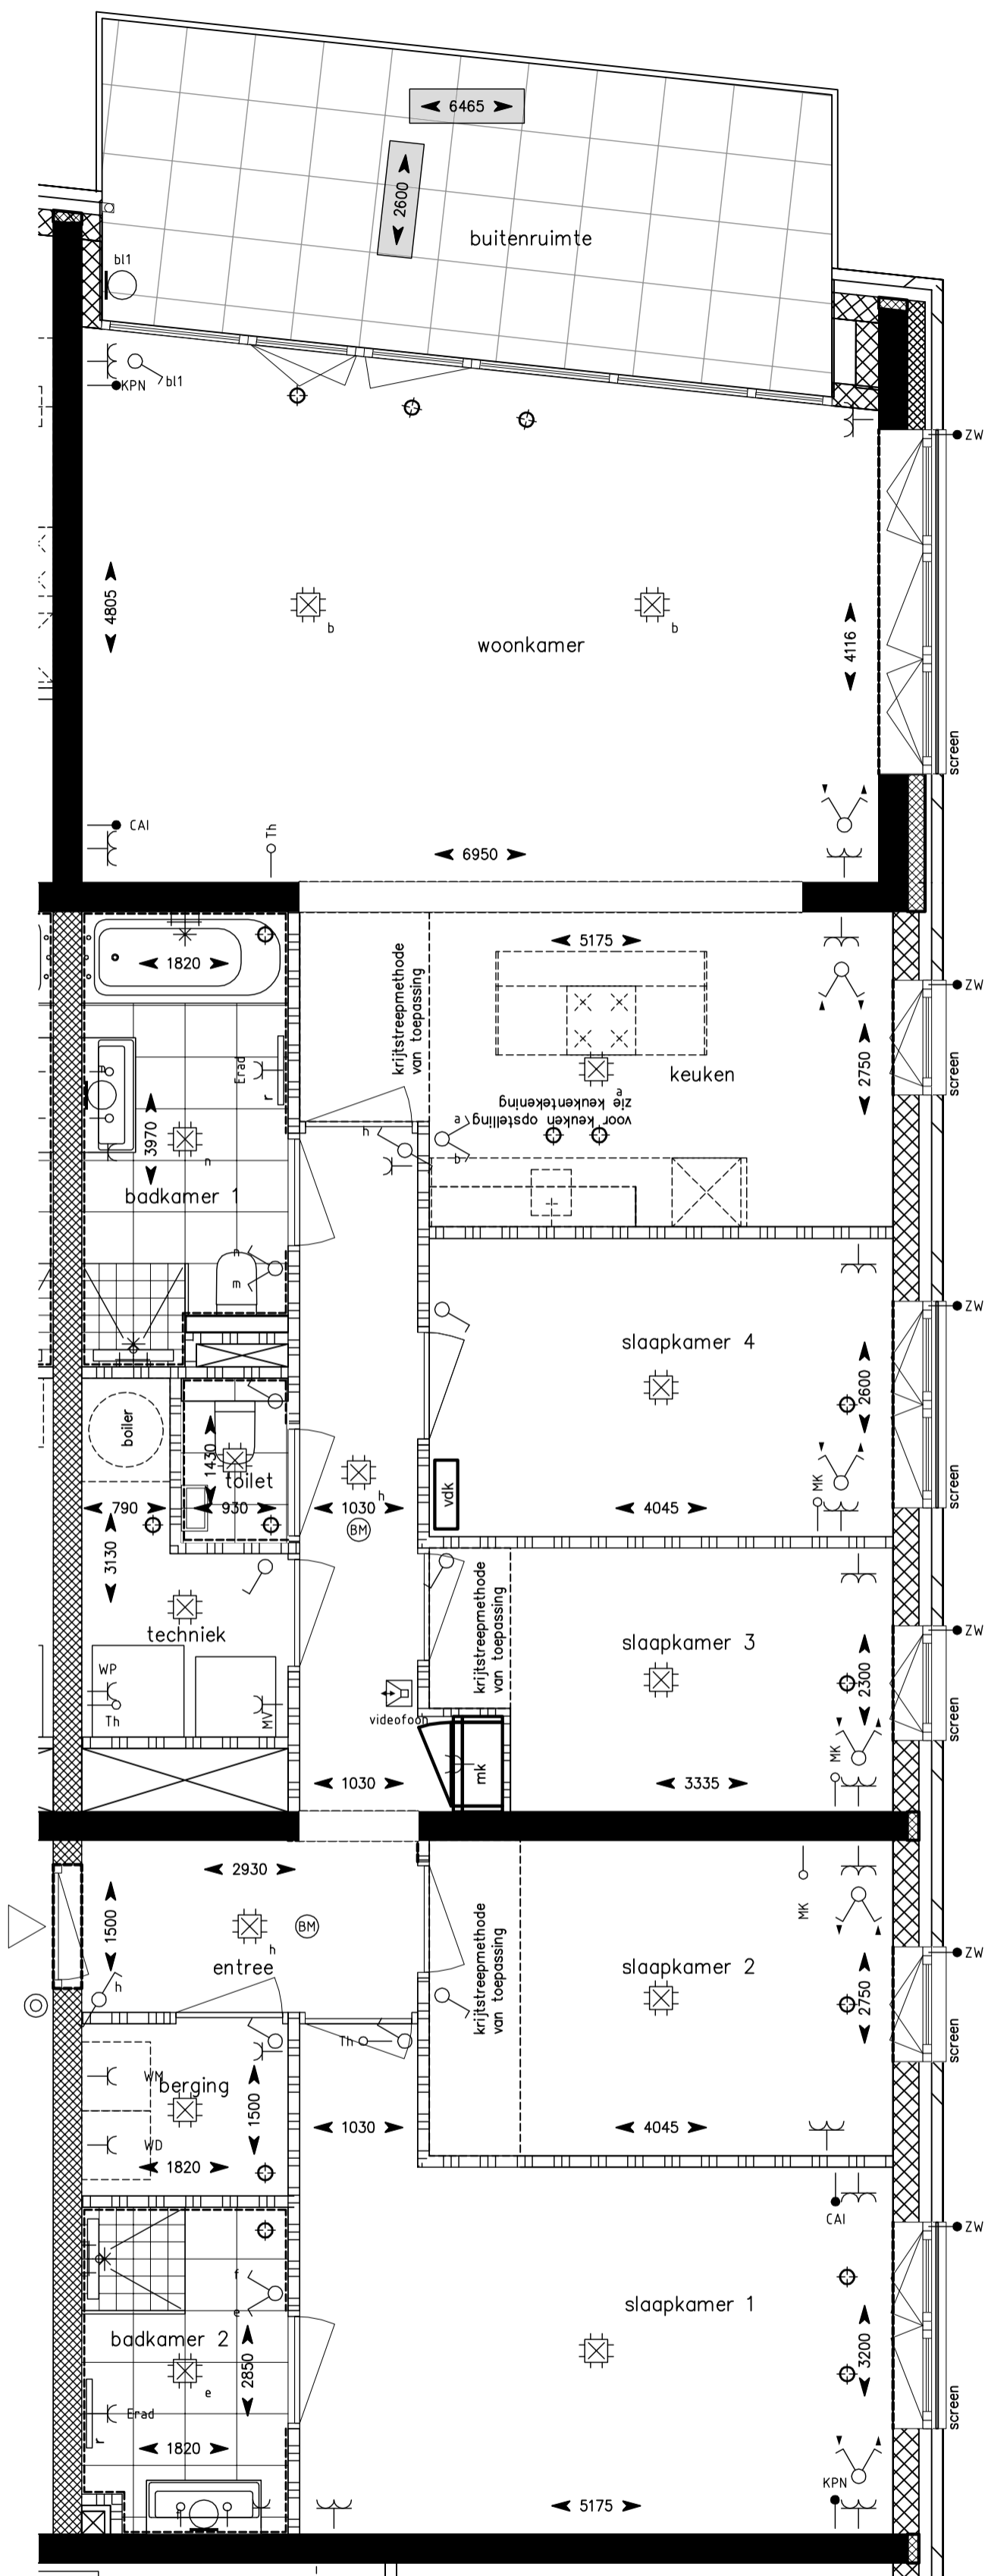 6465
2600
buitenruimte
bl1
bl1
KPN
ZW
4805
b
b
woonkamer
4116
screen
CAI
Th
6950
krijtstreepmethode
van toepassing
5175
1820
ZW
Erad
r
keuken
2750
screen
a
voor keuken opstelling
zie keukentekening
n
3970
n
h
a
b
badkamer 1
n
m
ZW
slaapkamer 4
2600
boiler
1430
toilet
vdk
MK
screen
790
930
1030
h
4045
BM
3130
techniek
krijtstreepmethode
van toepassing
slaapkamer 3
ZW
2300
WP
Th
MV
videofoon
screen
mk
MK
1030
3335
2930
1500
BM
h
MK
krijtstreepmethode
van toepassing
entree
slaapkamer 2
ZW
2750
h
Th
screen
WM
berging
1500
WD
1030
4045
1820
CAI
ZW
f
e
slaapkamer 1
badkamer 2
2850
3200
e
Erad
r
screen
1820
KPN
5175
f